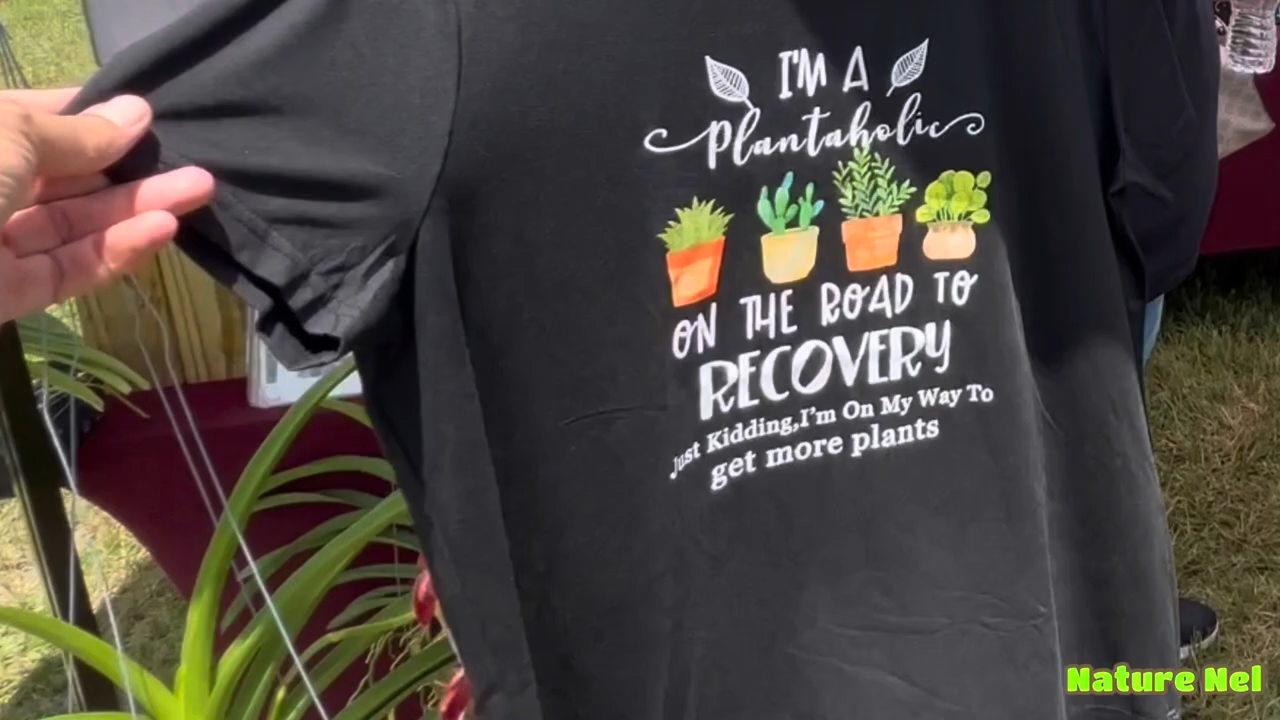 I'M A
Plantaholic
ON THE ROAD TO
RECOVERY
Just Kidding,I'm On My Way To
get more plants
Nature Nel